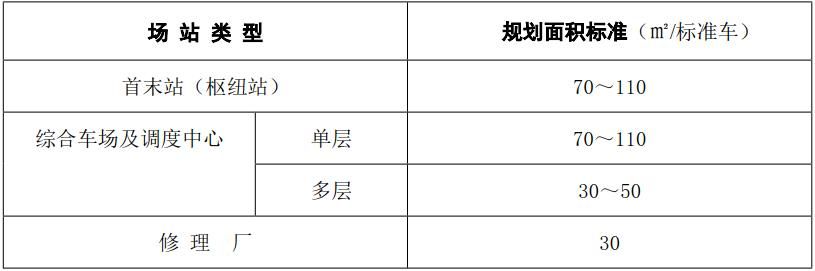 场 站 类 型 规划面积标准（㎡/标准车）
首末站（枢纽站） 70～110
综合车场及调度中心 单层 70～110
多层 30～50
修 理 厂 30